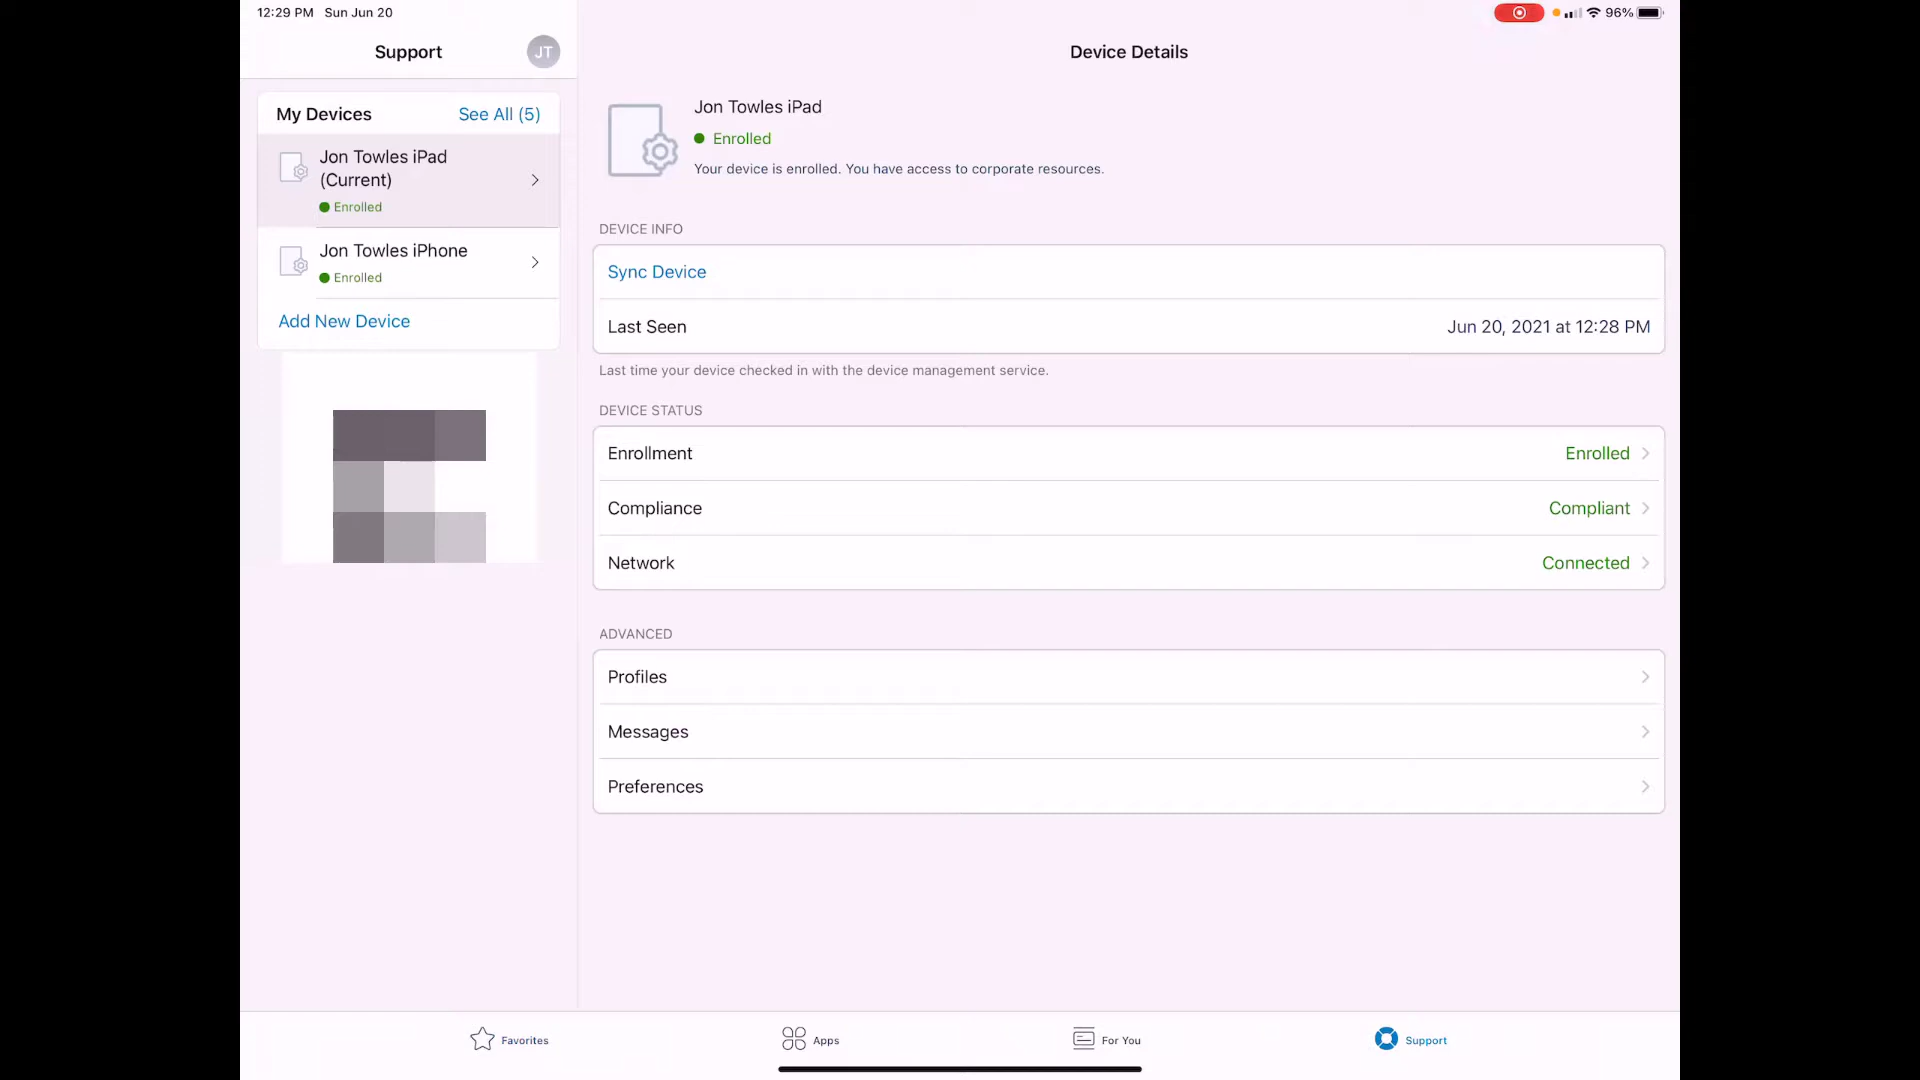 12:29 PM Sun Jun 20
96%
Support
JT
My Devices
See All (5)
Jon Towles iPad
(Current)
Enrolled
Jon Towles iPhone
Enrolled
Add New Device
Device Details
Jon Towles iPad
Enrolled
Your device is enrolled. You have access to corporate resources.
DEVICE INFO
Sync Device
Last Seen
Jun 20, 2021 at 12:28 PM
Last time your device checked in with the device management service.
DEVICE STATUS
Enrollment
Enrolled
Compliance
Compliant
Network
Connected
ADVANCED
Profiles
Messages
Preferences
Favorites
Apps
For You
Support